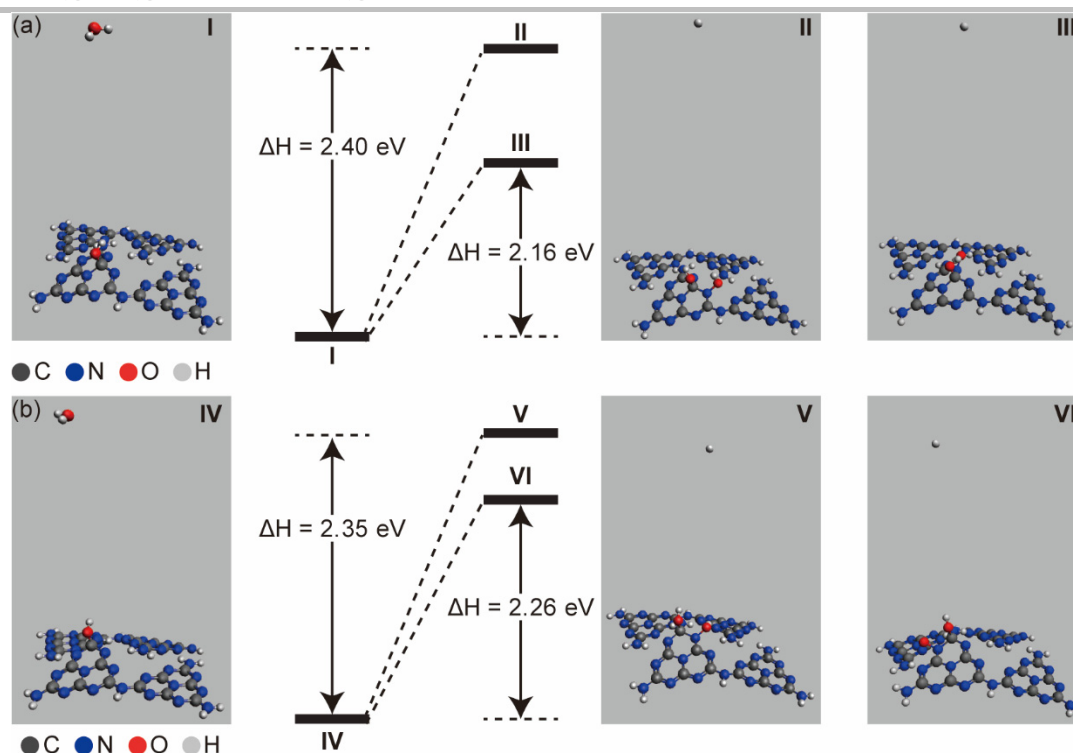 (a)
I
II
II
III
ΔH = 2.40 eV
III
ΔH = 2.16 eV
I
C N O H
(b)
IV
V
V
VI
VI
ΔH = 2.35 eV
ΔH = 2.26 eV
IV
C N O H